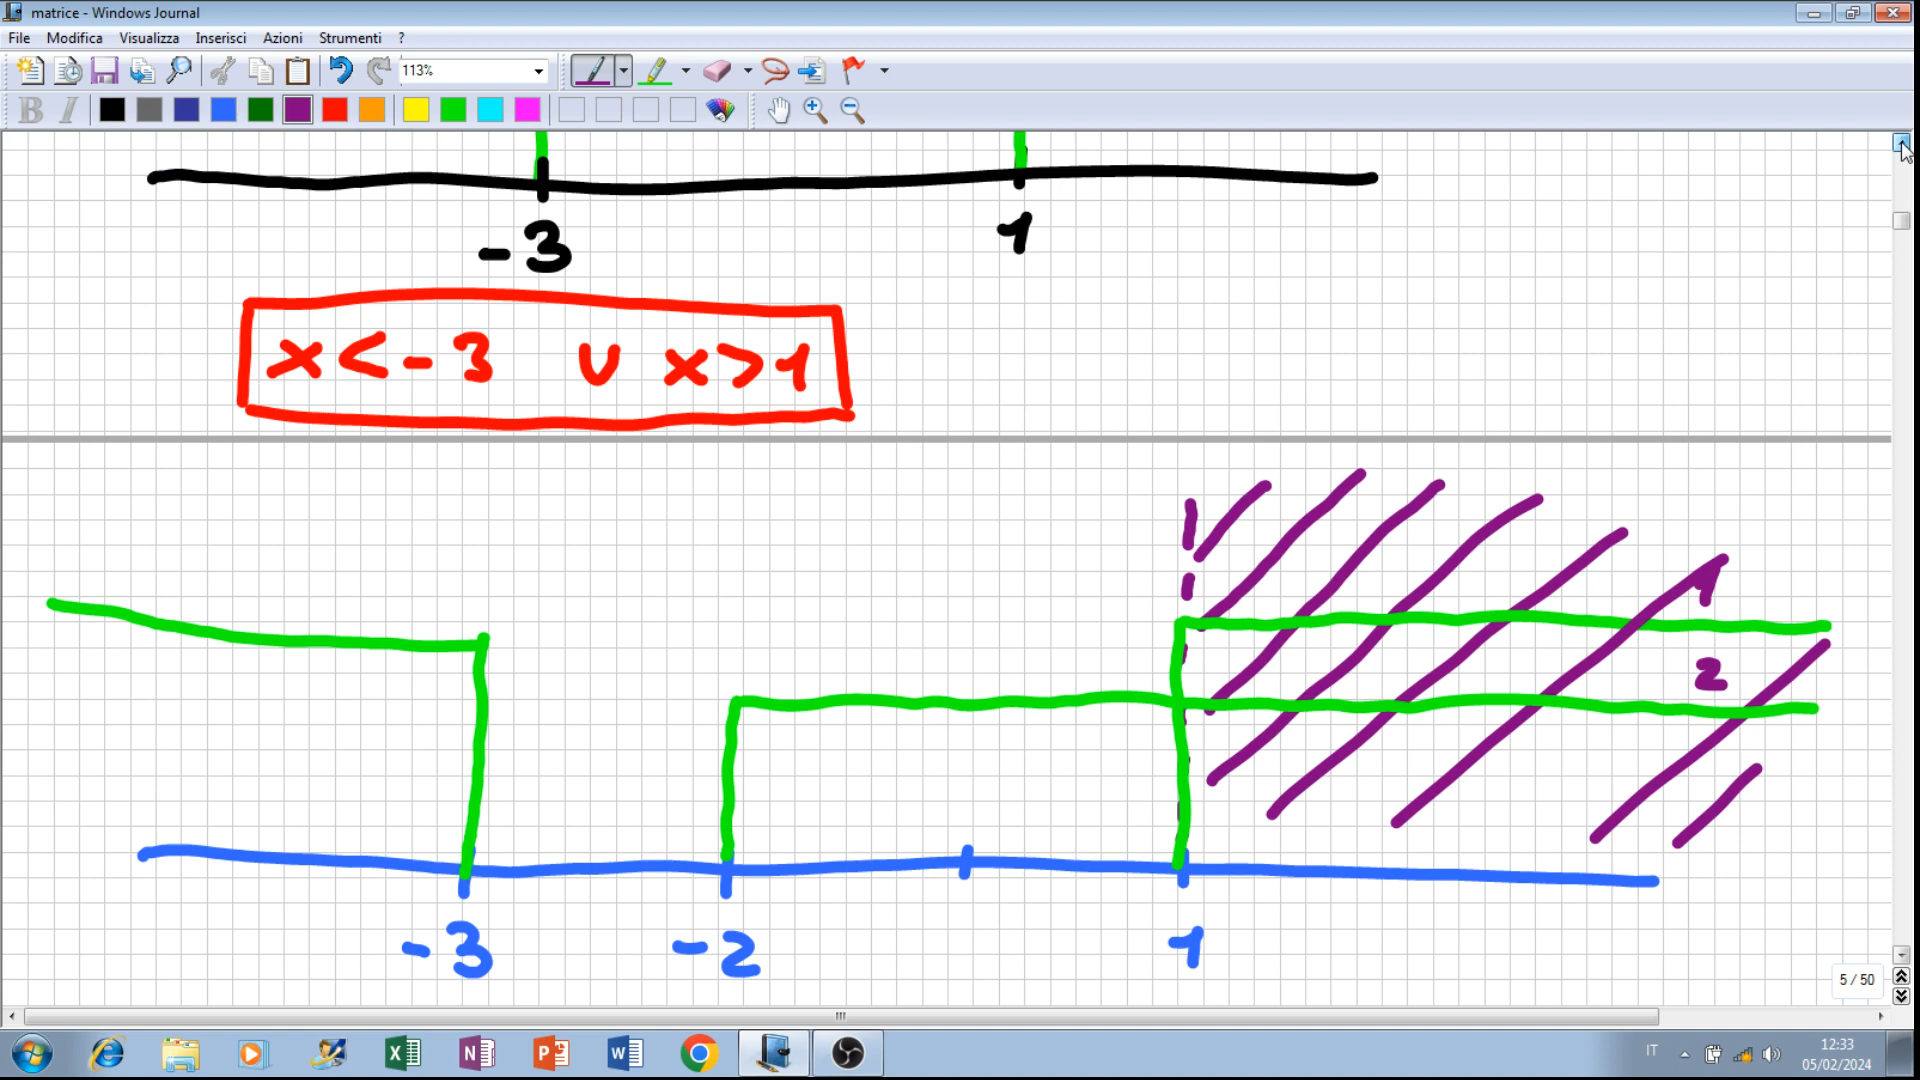 matrice - Windows Journal
File Modifica Visualizza Inserisci Azioni Strumenti ?
113%
B I
-3 1
x < -3 ∪ x > 1
1
2
-3 -2 1
5 / 50
IT 12:33
05/02/2024